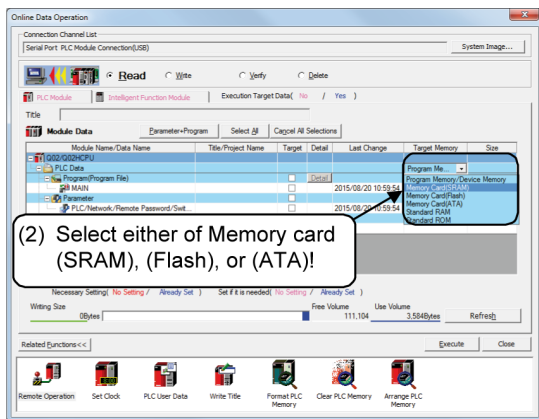 Online Data Operation
Connection Channel List
Serial Port PLC Module Connection(USB)
System Image...
Read Write Verify Delete
PLC Module Intelligent Function Module Execution Target Data( No / Yes )
Title
Module Data Parameter+Program Select All Cancel All Selections
Module Name/Data Name Title/Project Name Target Detail Last Change Target Memory Size
Q02/Q02HCPU
PLC Data Program Me...
Program(Program File) Detail Program Memory/Device Memory
MAIN 2015/08/20 10:59:54 Memory Card(SRAM)
Memory Card(Flash)
Parameter Memory Card(ATA)
PLC/Network/Remote Password/Swit... 2015/08/20 10:59:54 Standard RAM
Standard ROM
(2) Select either of Memory card
(SRAM), (Flash), or (ATA)!
Necessary Setting( No Setting / Already Set ) Set if it is needed( No Setting / Already Set )
Writing Size Free Volume Use Volume
0Bytes 111,104 3,584Bytes Refresh
Related Functions<< Execute Close
Remote Operation Set Clock PLC User Data Write Title Format PLC Memory Clear PLC Memory Arrange PLC Memory